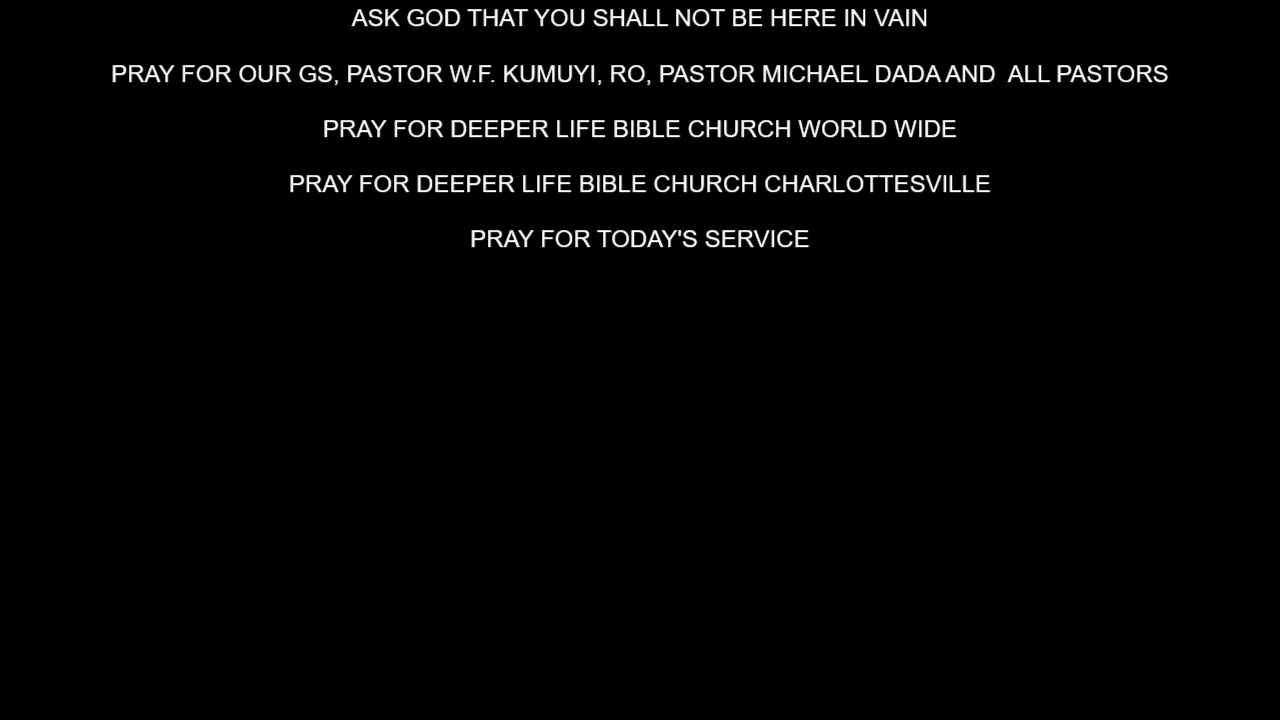 ASK GOD THAT YOU SHALL NOT BE HERE IN VAIN
PRAY FOR OUR GS, PASTOR W.F. KUMUYI, RO, PASTOR MICHAEL DADA AND  ALL PASTORS
PRAY FOR DEEPER LIFE BIBLE CHURCH WORLD WIDE
PRAY FOR DEEPER LIFE BIBLE CHURCH CHARLOTTESVILLE
PRAY FOR TODAY'S SERVICE